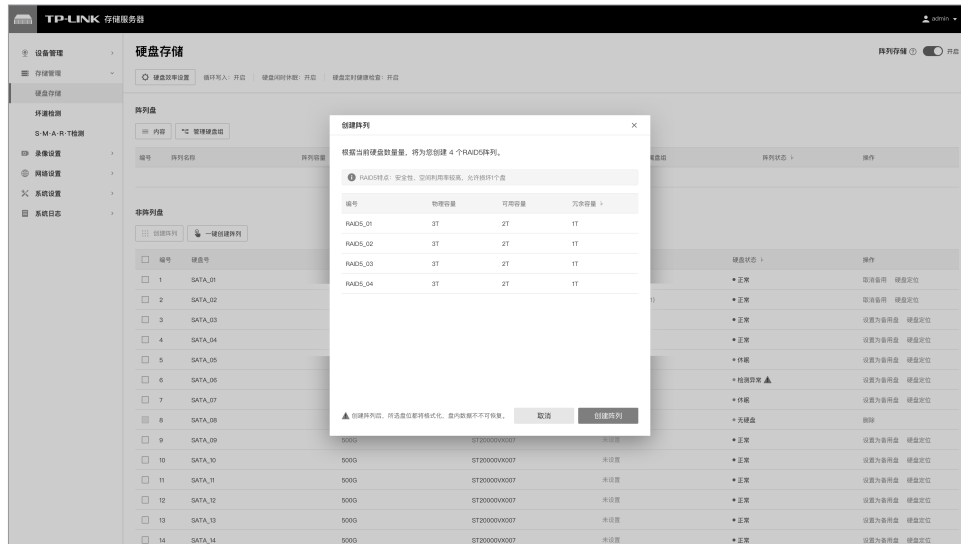 TP-LINK 存储服务器
admin
设备管理
存储管理
硬盘存储
坏道检测
S·M·A·R·T检测
录像设置
网络设置
系统设置
系统日志
硬盘存储
阵列存储 开启
硬盘效率设置 循环写入：开启 硬盘闲时休眠：开启 硬盘定时健康检查：开启
阵列盘
内容 管理硬盘组
编号 阵列名称 阵列容量 属盘组 阵列状态 操作
非阵列盘
创建阵列 一键创建阵列
编号 硬盘号 硬盘状态 操作
1 SATA_01 正常 取消备用 硬盘定位
2 SATA_02 正常 取消备用 硬盘定位
3 SATA_03 正常 设置为备用盘 硬盘定位
4 SATA_04 正常 设置为备用盘 硬盘定位
5 SATA_05 休眠 设置为备用盘 硬盘定位
6 SATA_06 检测异常 设置为备用盘 硬盘定位
7 SATA_07 休眠 设置为备用盘 硬盘定位
8 SATA_08 无硬盘 删除
9 SATA_09 500G ST20000VX007 未设置 正常 设置为备用盘 硬盘定位
10 SATA_10 500G ST20000VX007 未设置 正常 设置为备用盘 硬盘定位
11 SATA_11 500G ST20000VX007 未设置 正常 设置为备用盘 硬盘定位
12 SATA_12 500G ST20000VX007 未设置 正常 设置为备用盘 硬盘定位
13 SATA_13 500G ST20000VX007 未设置 正常 设置为备用盘 硬盘定位
14 SATA_14 500G ST20000VX007 未设置 正常 设置为备用盘 硬盘定位
创建阵列
根据当前硬盘数量量，将为您创建 4 个RAID5阵列。
RAID5特点：安全性、空间利用率较高，允许损坏1个盘
编号 物理容量 可用容量 冗余容量
RAID5_01 3T 2T 1T
RAID5_02 3T 2T 1T
RAID5_03 3T 2T 1T
RAID5_04 3T 2T 1T
创建阵列后，所选盘位都将格式化，盘内数据不不可恢复。 取消 创建阵列